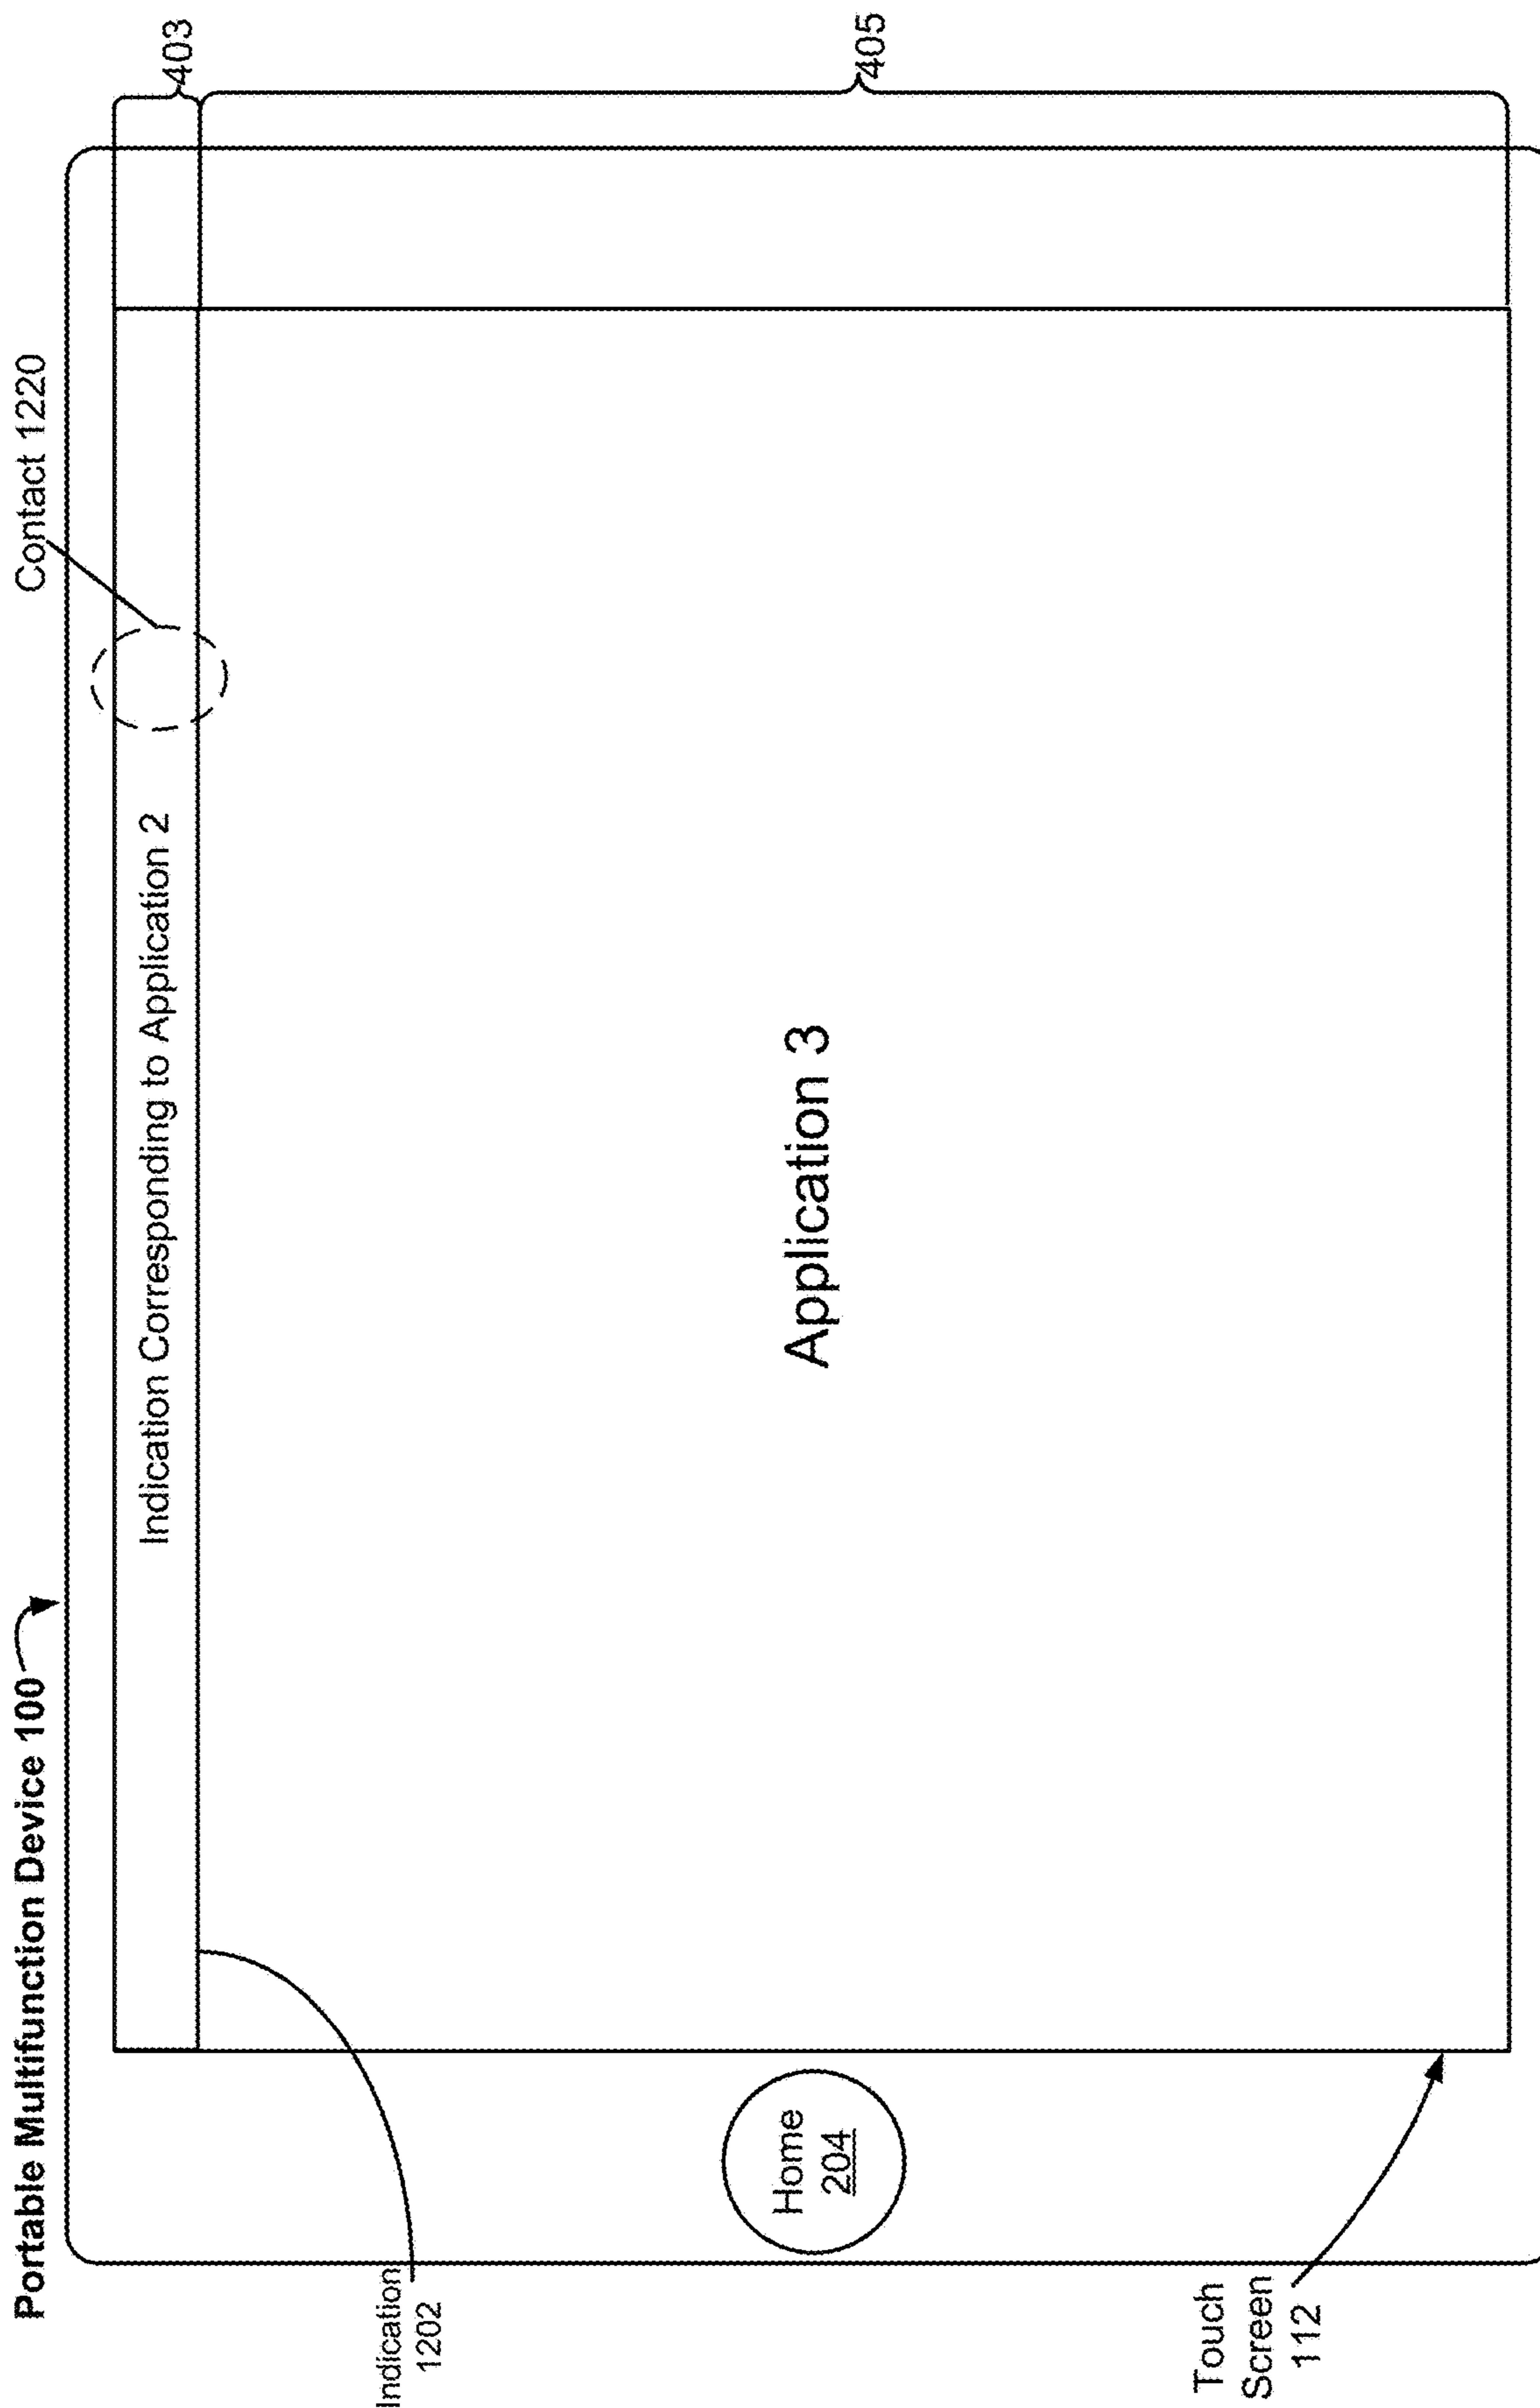 Portable Multifunction Device 100
Contact 1220
403
Indication Corresponding to Application 2
405
Application 3
Indication
1202
Home
204
Touch
Screen
112